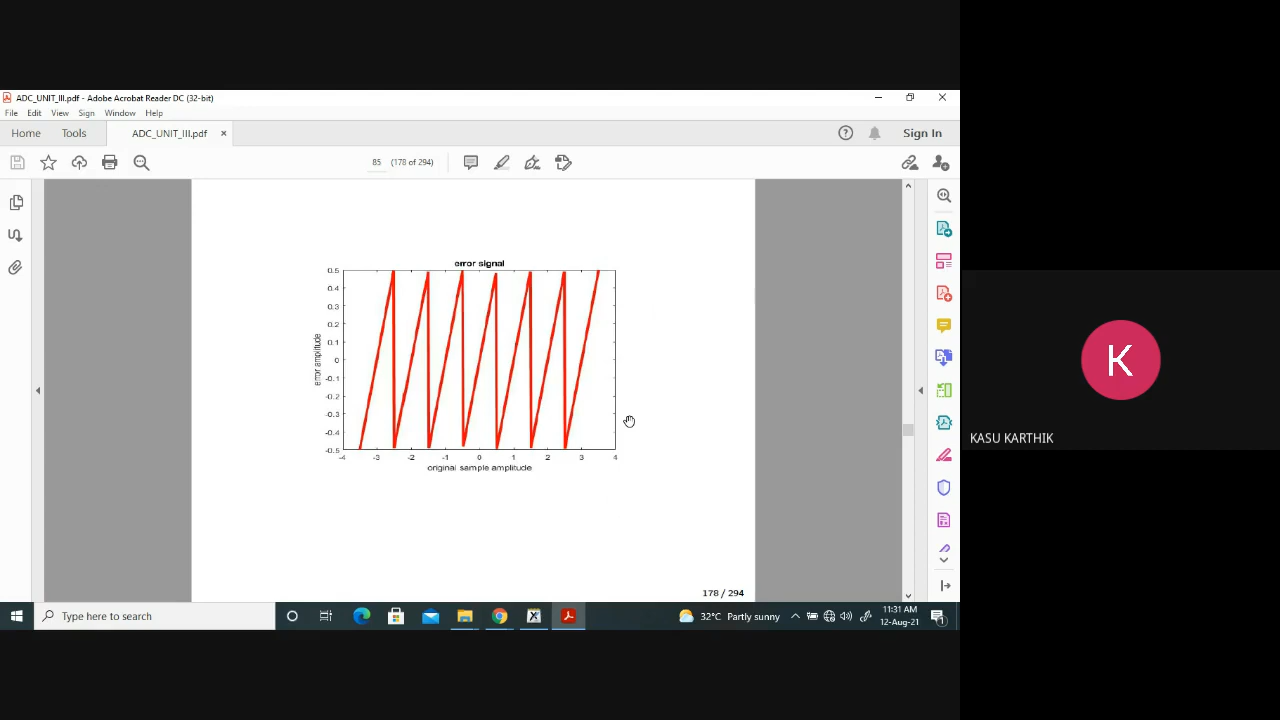 ADC_UNIT_III.pdf - Adobe Acrobat Reader DC (32-bit)
File Edit View Sign Window Help
Home Tools ADC_UNIT_III.pdf × Sign In
85 (178 of 294)
error signal
0.5
0.4
0.3
0.2
0.1
0
-0.1
-0.2
-0.3
-0.4
-0.5
error amplitude
-4 -3 -2 -1 0 1 2 3 4
original sample amplitude
178 / 294
K
KASU KARTHIK
Type here to search
32°C Partly sunny
11:31 AM
12-Aug-21
1